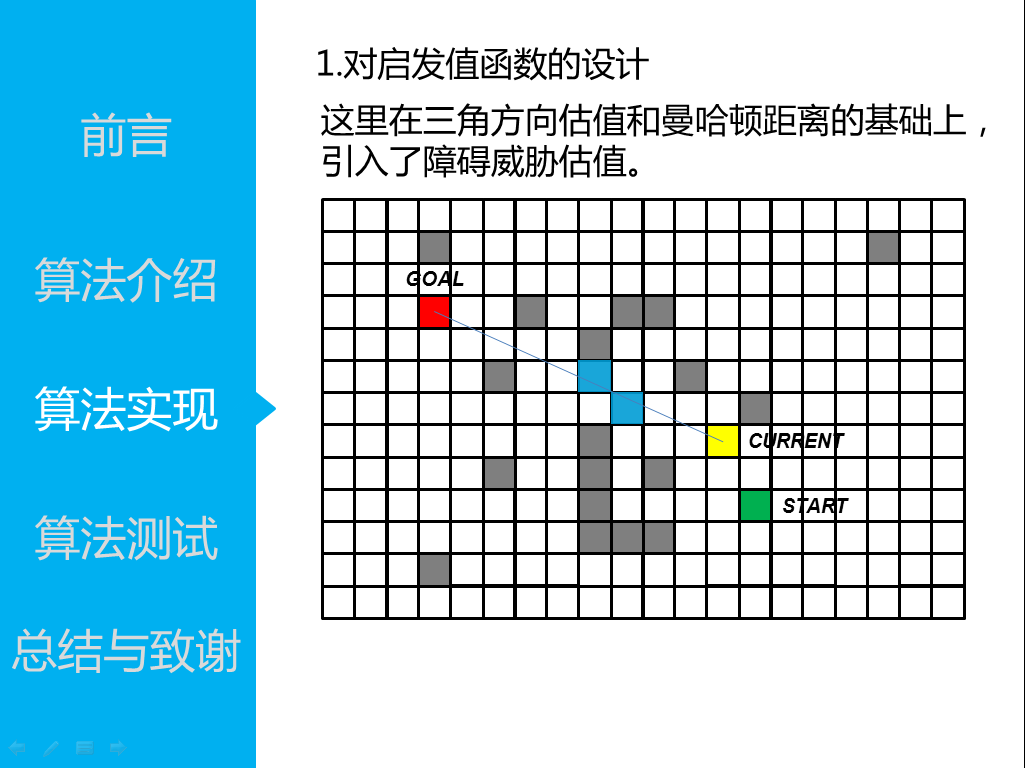 前言
算法介绍
算法实现
算法测试
总结与致谢
1.对启发值函数的设计
这里在三角方向估值和曼哈顿距离的基础上，
引入了障碍威胁估值。
GOAL
CURRENT
START